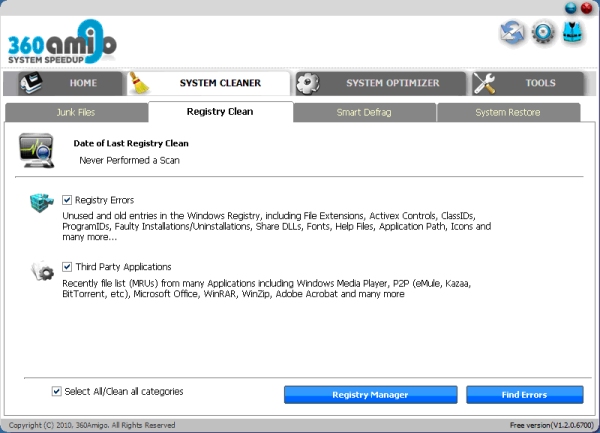 360amigo
SYSTEM SPEEDUP
HOME
SYSTEM CLEANER
SYSTEM OPTIMIZER
TOOLS
Junk Files
Registry Clean
Smart Defrag
System Restore
Date of Last Registry Clean
Never Performed a Scan
Registry Errors
Unused and old entries in the Windows Registry, including File Extensions, Activex Controls, ClassIDs,
ProgramIDs, Faulty Installations/Uninstallations, Share DLLs, Fonts, Help Files, Application Path, Icons and
many more...
Third Party Applications
Recently file list (MRUs) from many Applications including Windows Media Player, P2P (eMule, Kazaa,
BitTorrent, etc), Microsoft Office, WinRAR, WinZip, Adobe Acrobat and many more
Select All/Clean all categories
Registry Manager
Find Errors
Copyright (C) 2010, 360Amigo. All Rights Reserved
Free version(V1.2.0.6700)